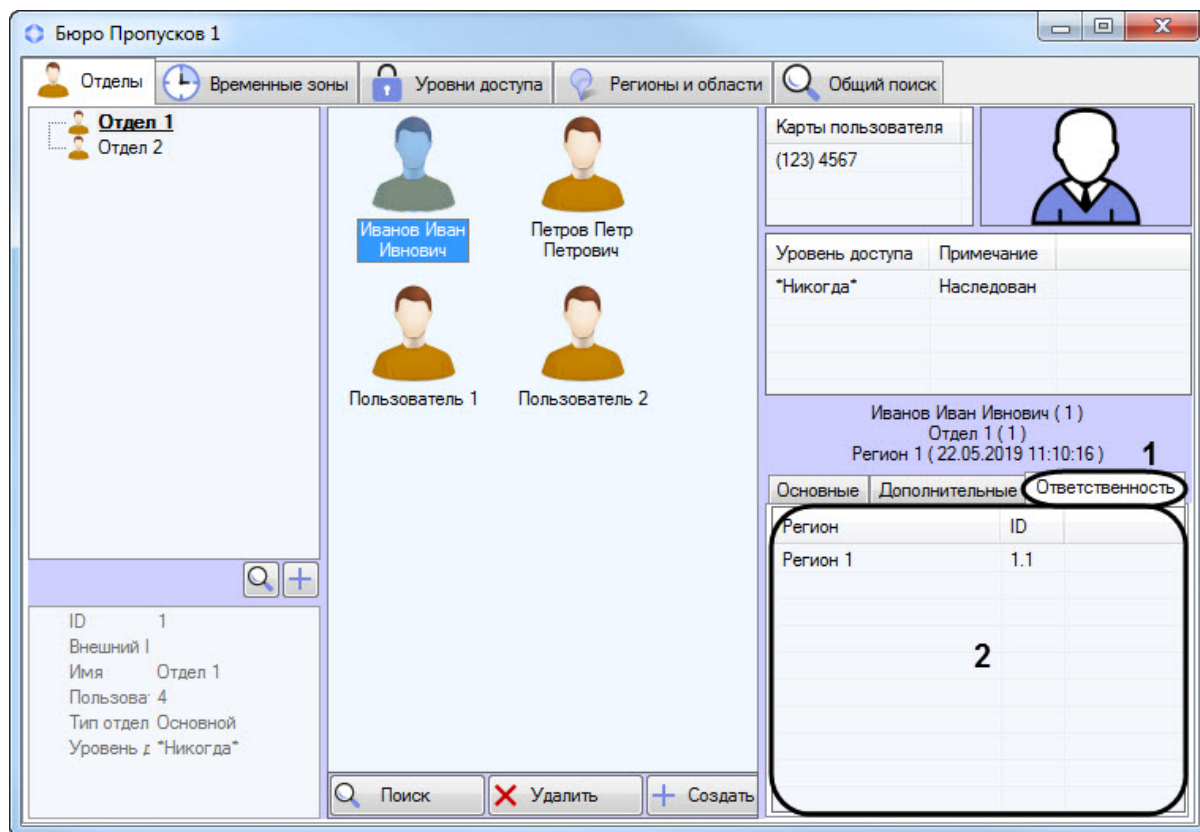 Бюро Пропусков 1
Отделы
Временные зоны
Уровни доступа
Регионы и области
Общий поиск
Отдел 1
Отдел 2
Иванов Иван
Ивнович
Петров Петр
Петрович
Пользователь 1
Пользователь 2
Карты пользователя
(123) 4567
Уровень доступа Примечание
*Никогда* Наследован
Иванов Иван Ивнович ( 1 )
Отдел 1 ( 1 )
Регион 1 ( 22.05.2019 11:10:16 )
1
Основные Дополнительные Ответственность
Регион ID
Регион 1 1.1
2
ID 1
Внешний I
Имя Отдел 1
Пользова 4
Тип отдел Основной
Уровень д *Никогда*
Поиск
Удалить
Создать